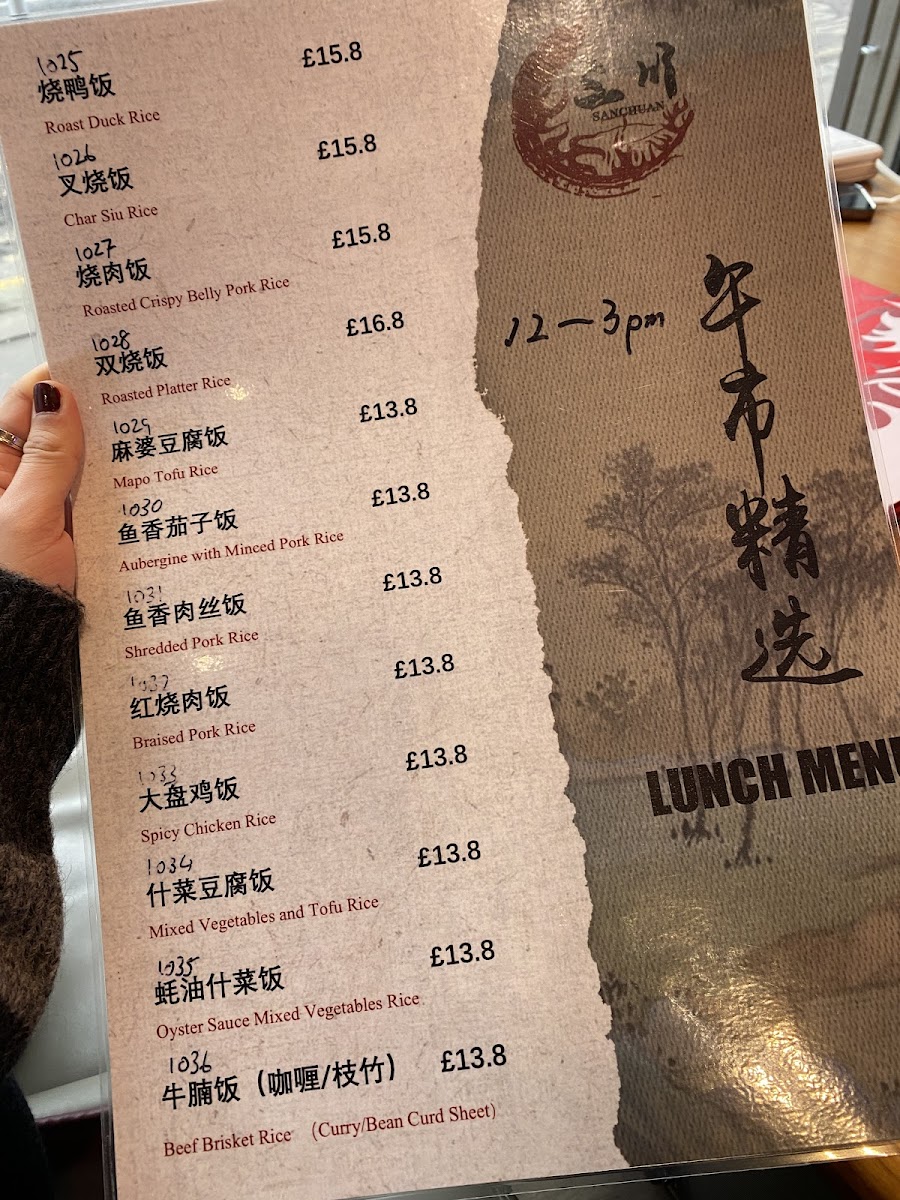 1025
烧鸭饭 £15.8
Roast Duck Rice
1026
叉烧饭 £15.8
Char Siu Rice
1027
烧肉饭 £15.8
Roasted Crispy Belly Pork Rice
1028
双烧饭 £16.8
Roasted Platter Rice
1029
麻婆豆腐饭 £13.8
Mapo Tofu Rice
1030
鱼香茄子饭 £13.8
Aubergine with Minced Pork Rice
1031
鱼香肉丝饭 £13.8
Shredded Pork Rice
1032
红烧肉饭 £13.8
Braised Pork Rice
1033
大盘鸡饭 £13.8
Spicy Chicken Rice
1034
什菜豆腐饭 £13.8
Mixed Vegetables and Tofu Rice
1035
蚝油什菜饭 £13.8
Oyster Sauce Mixed Vegetables Rice
1036
牛腩饭（咖喱/枝竹） £13.8
Beef Brisket Rice （Curry/Bean Curd Sheet）
三川
SANCHUAN
12－3pm
午市精选
LUNCH MENU